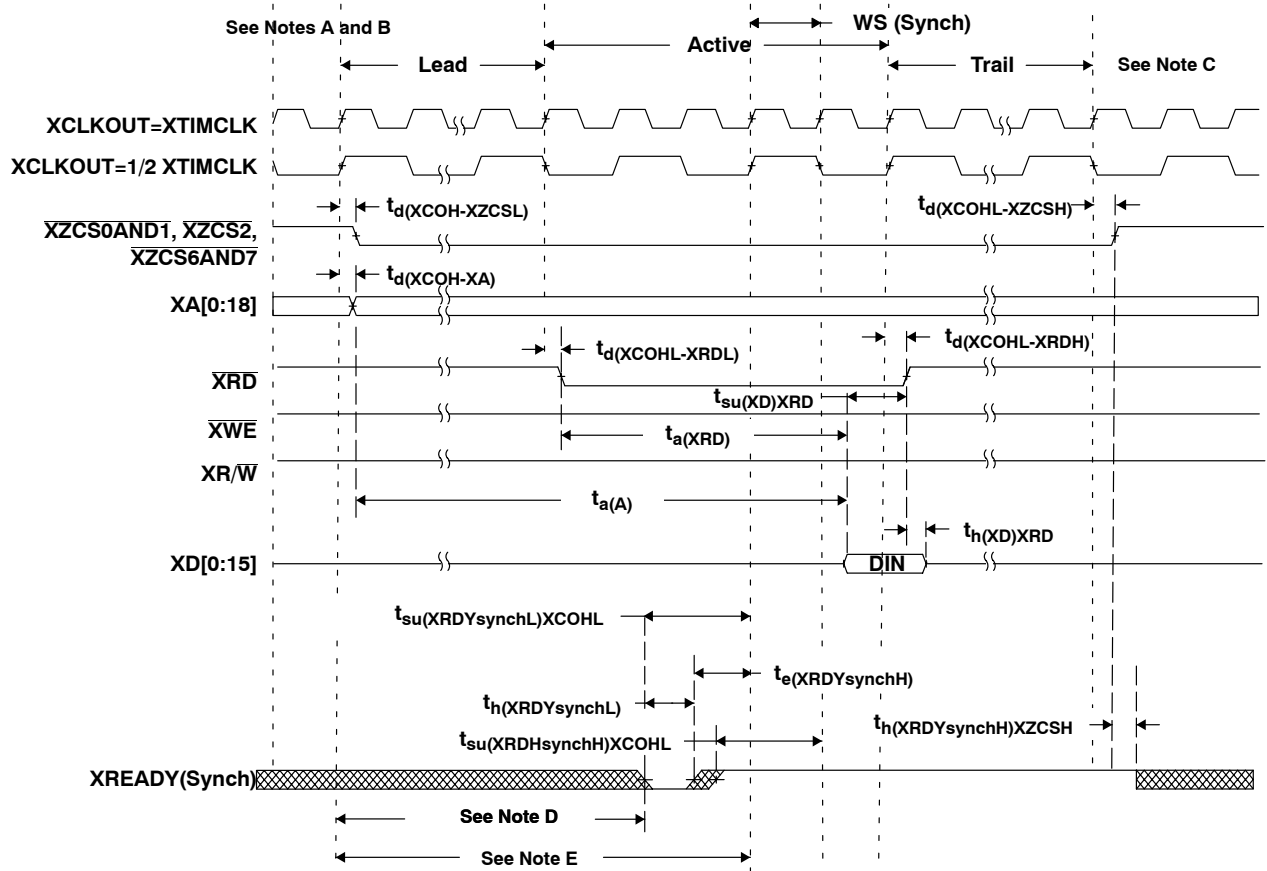 See Notes A and B
WS (Synch)
Active
Lead
Trail
See Note C
XCLKOUT=XTIMCLK
XCLKOUT=1/2 XTIMCLK
td(XCOH-XZCSL)
td(XCOHL-XZCSH)
XZCS0AND1, XZCS2,
XZCS6AND7
td(XCOH-XA)
XA[0:18]
td(XCOHL-XRDL)
td(XCOHL-XRDH)
XRD
tsu(XD)XRD
XWE
ta(XRD)
XR/W
ta(A)
th(XD)XRD
XD[0:15]
DIN
tsu(XRDYsynchL)XCOHL
te(XRDYsynchH)
th(XRDYsynchL)
th(XRDYsynchH)XZCSH
tsu(XRDHsynchH)XCOHL
XREADY(Synch)
See Note D
See Note E